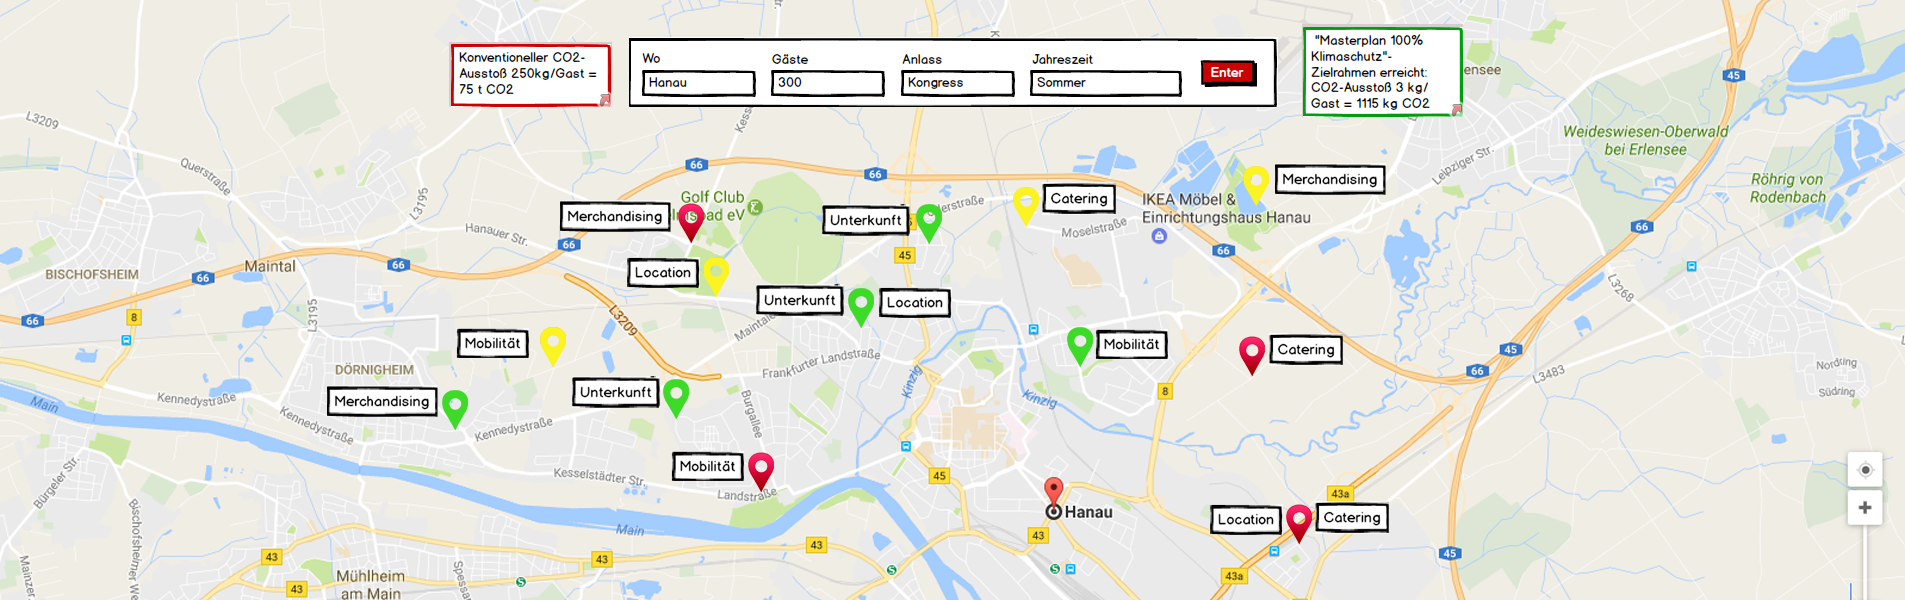 Konventioneller CO2-
Ausstoß 250kg/Gast =
75 t CO2
Wo
Gäste
Anlass
Jahreszeit
Hanau
300
Kongress
Sommer
Enter
"Masterplan 100%
Klimaschutz"-
Zielrahmen erreicht:
CO2-Ausstoß 3 kg/
Gast = 1115 kg CO2
ensee
45
L3209
Kess
Weideswiesen-Oberwald
bei Erlensee
Leipziger Str.
Querstraße
66
66
Merchandising
Röhrig von
Rodenbach
L3195
Golf Club
eV
Catering
IKEA Möbel &
Einrichtungshaus Hanau
Merchandising
Unterkunft
Moselstraße
Hanauer Str.
66
66
66
45
Location
BISCHOFSHEIM
Maintal
66
66
L3268
Unterkunft
Location
L3195
L3209
66
8
Mobilität
Mobilität
Catering
45
Frankfurter Landstraße
Nordring
DÖRNIGHEIM
66
L3483
Südring
Kinzig
Kinzig
8
Main
Kennedystraße
Merchandising
Unterkunft
Burgallee
Kennedystraße
Kennedystraße
Mobilität
45
Kesselstädter Str.
Landstraße
Bürgeler Str.
43a
Hanau
Location
Catering
Main
43
43
43
43
45
Mühlheim
am Main
43
43a